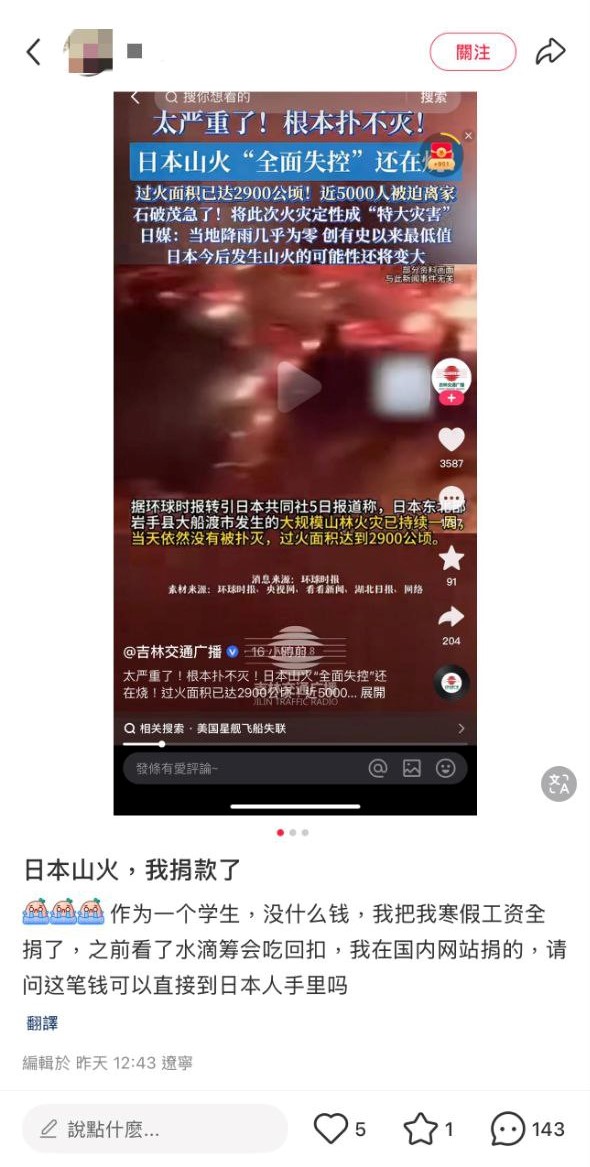 關注
搜你想看的
搜索
太严重了！根本扑不灭！
日本山火“全面失控”还在烧
过火面积已达2900公顷！近5000人被迫离家
石破茂急了！将此次火灾定性成“特大灾害”
日媒：当地降雨几乎为零 创有史以来最低值
日本今后发生山火的可能性还将变大
部分资料画面
与此新闻事件无关
3587
据环球时报转引日本共同社5日报道称，日本东北部
岩手县大船渡市发生的大规模山林火灾已持续一周，
当天依然没有被扑灭，过火面积达到2900公顷。
91
消息来源：环球时报
素材来源：环球时报、央视网、看看新闻、湖北日报、网络
204
@吉林交通广播 · 16小時前
太严重了！根本扑不灭！日本山火“全面失控”还
在烧！过火面积已达2900公顷！近5000... 展開
吉林交通广播
JILIN TRAFFIC RADIO
相关搜索 · 美国星舰飞船失联
發條有愛評論~
日本山火，我捐款了
作为一个学生，没什么钱，我把我寒假工资全
捐了，之前看了水滴筹会吃回扣，我在国内网站捐的，请
问这笔钱可以直接到日本人手里吗
翻譯
編輯於 昨天 12:43 遼寧
說點什麼...
5
1
143